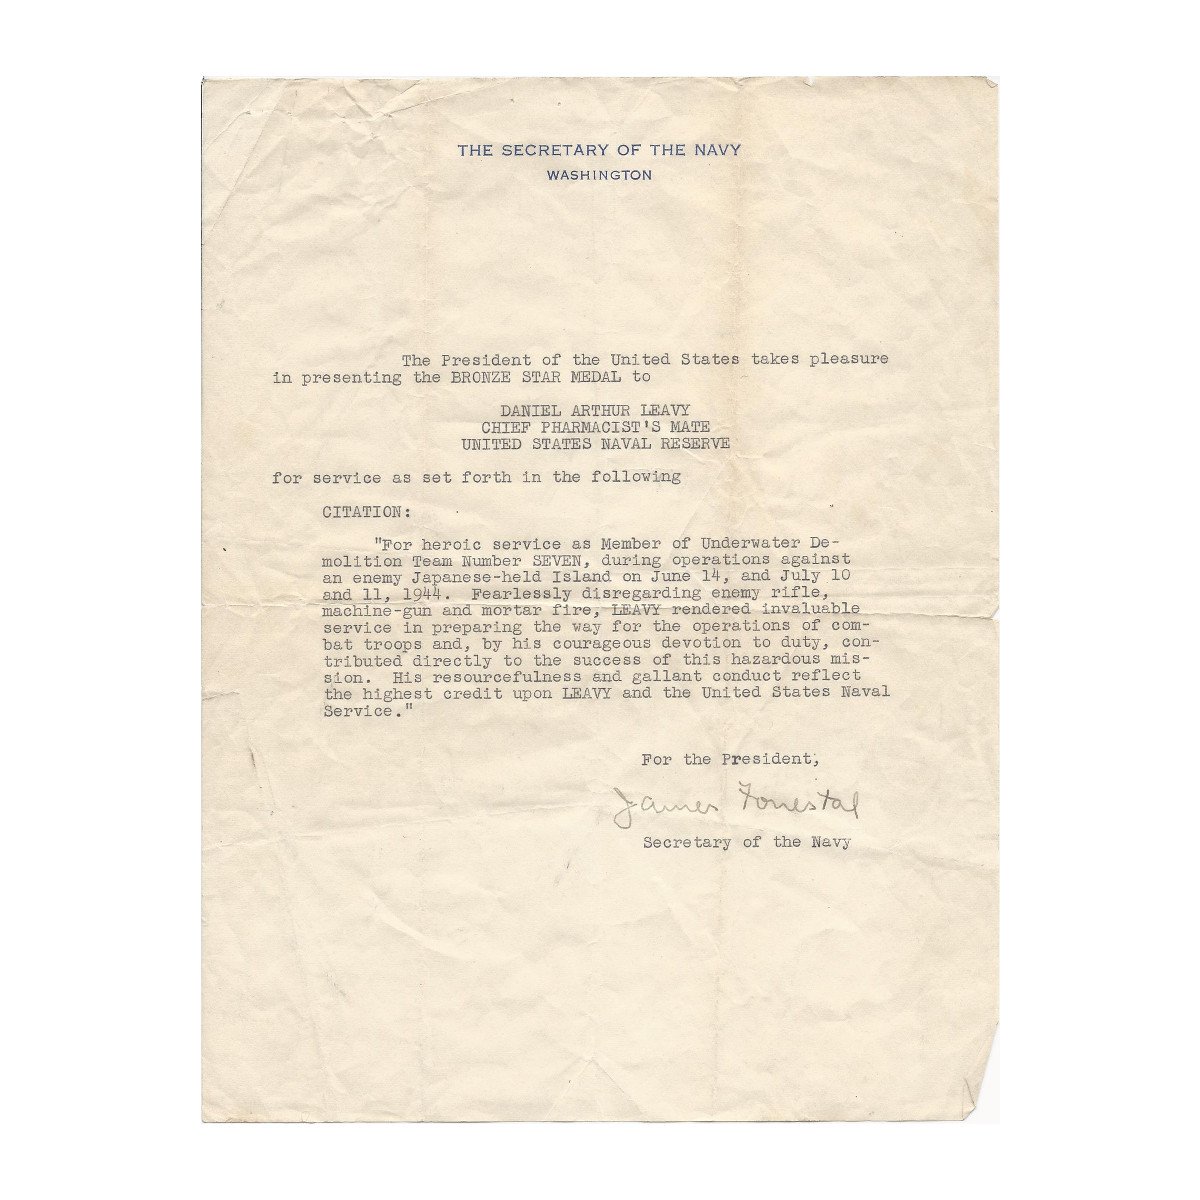 THE SECRETARY OF THE NAVY
WASHINGTON
The President of the United States takes pleasure
in presenting the BRONZE STAR MEDAL to
DANIEL ARTHUR LEAVY
CHIEF PHARMACIST'S MATE
UNITED STATES NAVAL RESERVE
for service as set forth in the following
CITATION:
"For heroic service as Member of Underwater De-
molition Team Number SEVEN, during operations against
an enemy Japanese-held Island on June 14, and July 10
and 11, 1944. Fearlessly disregarding enemy rifle,
machine-gun and mortar fire, LEAVY rendered invaluable
service in preparing the way for the operations of com-
bat troops and, by his courageous devotion to duty, con-
tributed directly to the success of this hazardous mis-
sion. His resourcefulness and gallant conduct reflect
the highest credit upon LEAVY and the United States Naval
Service."
For the President,
James Forrestal
Secretary of the Navy